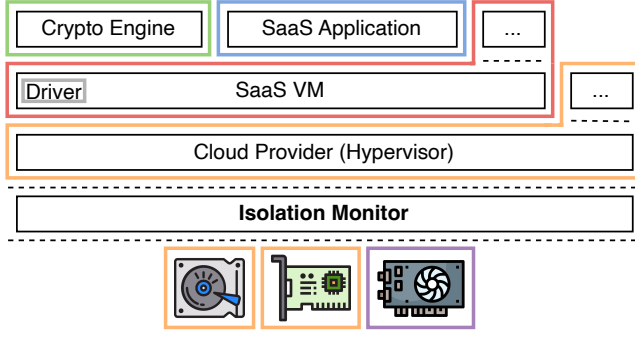 Crypto Engine
SaaS Application
...
Driver
SaaS VM
...
Cloud Provider (Hypervisor)
Isolation Monitor